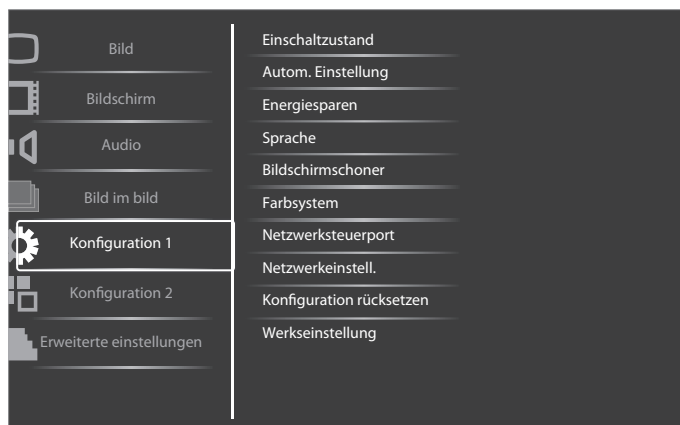 Bild
Bildschirm
Audio
Bild im bild
Konfiguration 1
Konfiguration 2
Erweiterte einstellungen
Einschaltzustand
Autom. Einstellung
Energiesparen
Sprache
Bildschirmschoner
Farbsystem
Netzwerksteuerport
Netzwerkeinstell.
Konfiguration rücksetzen
Werkseinstellung